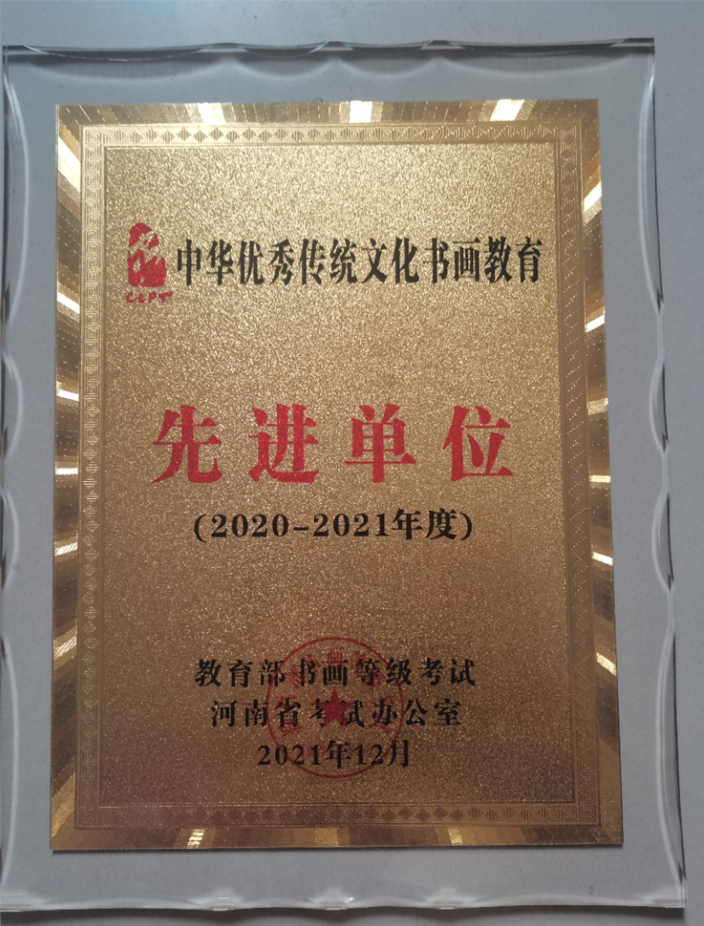 中华优秀传统文化书画教育
CCPT
先进单位
(2020-2021年度)
教育部书画等级考试
河南省考试办公室
2021年12月